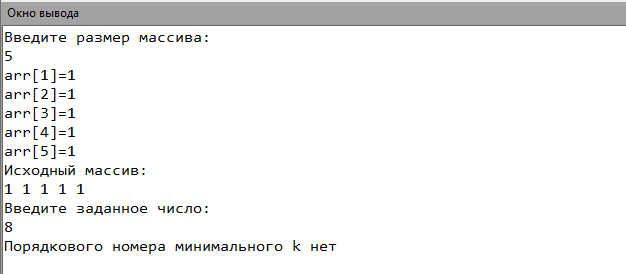 Окно вывода
Введите размер массива:
5
arr[1]=1
arr[2]=1
arr[3]=1
arr[4]=1
arr[5]=1
Исходный массив:
1 1 1 1 1
Введите заданное число:
8
Порядкового номера минимального k нет